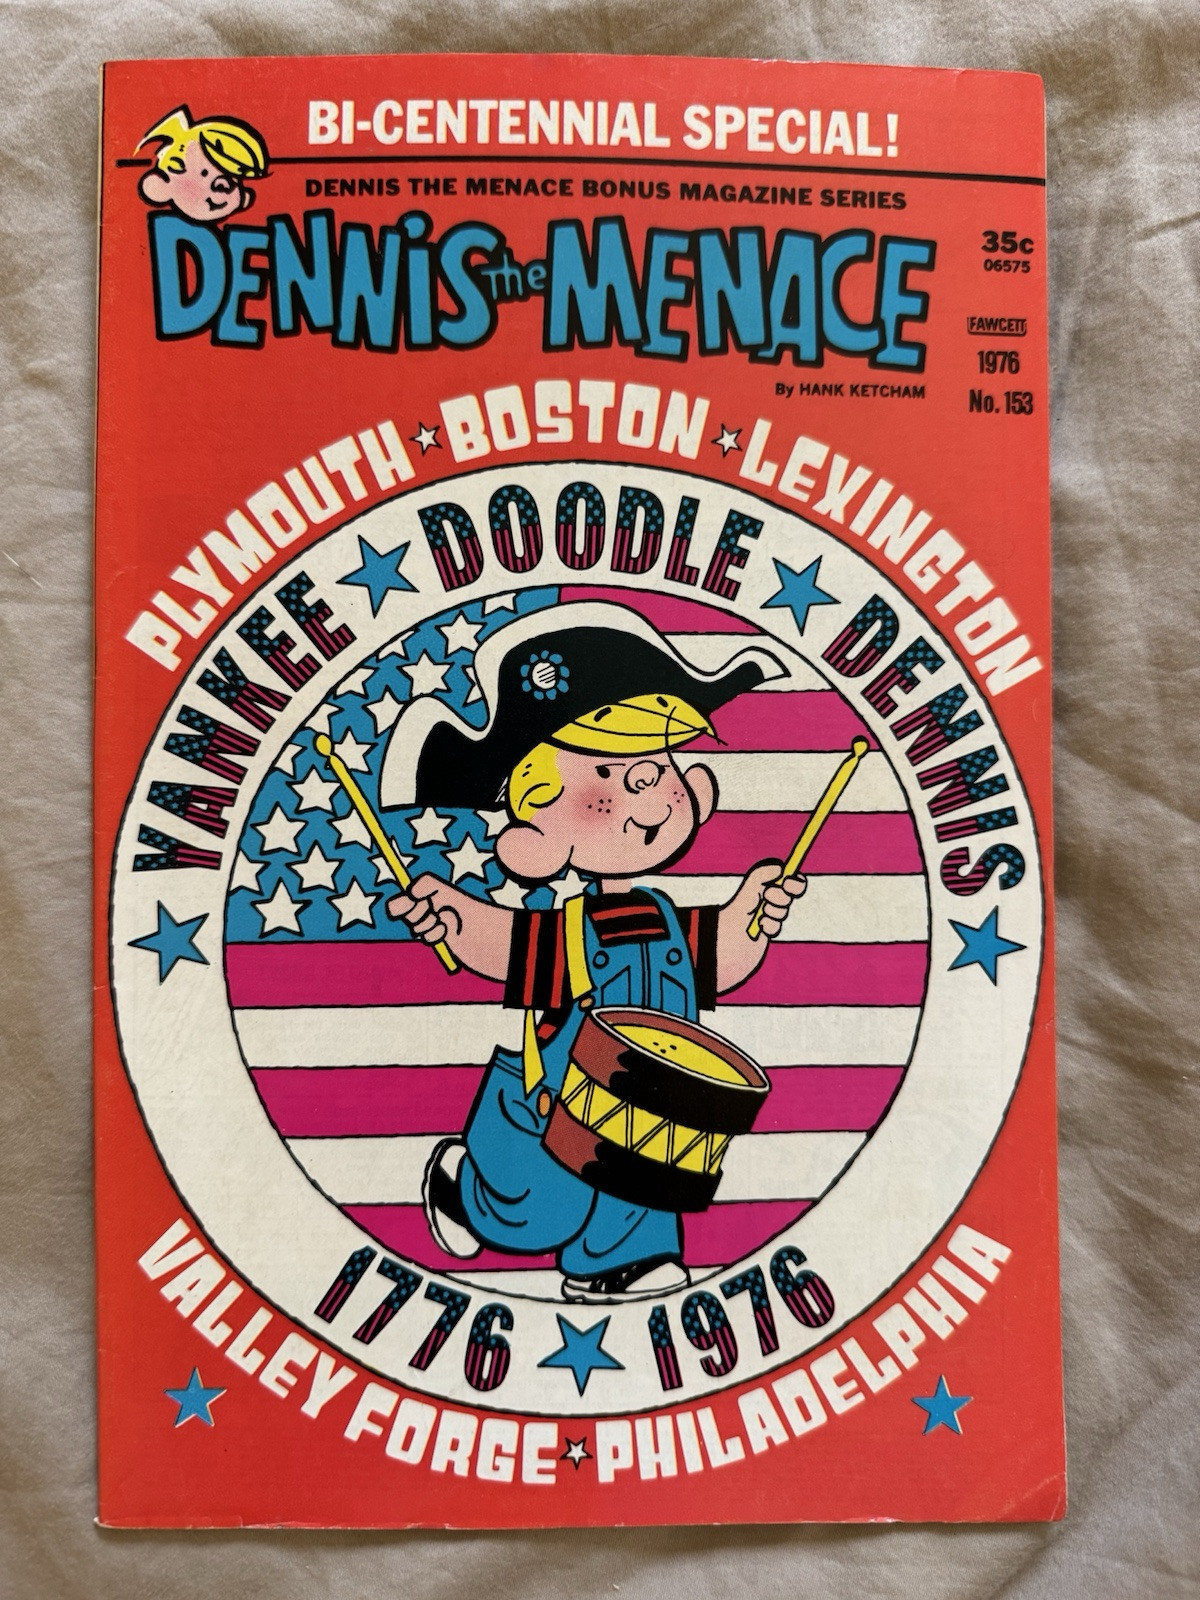 BI-CENTENNIAL SPECIAL!
DENNIS THE MENACE BONUS MAGAZINE SERIES
DENNIS the MENACE
35c
06575
FAWCETT
1976
No. 153
By HANK KETCHAM
PLYMOUTH ★ BOSTON ★ LEXINGTON
YANKEE ★ DOODLE ★ DENNIS
1776 ★ 1976
VALLEY FORGE ★ PHILADELPHIA